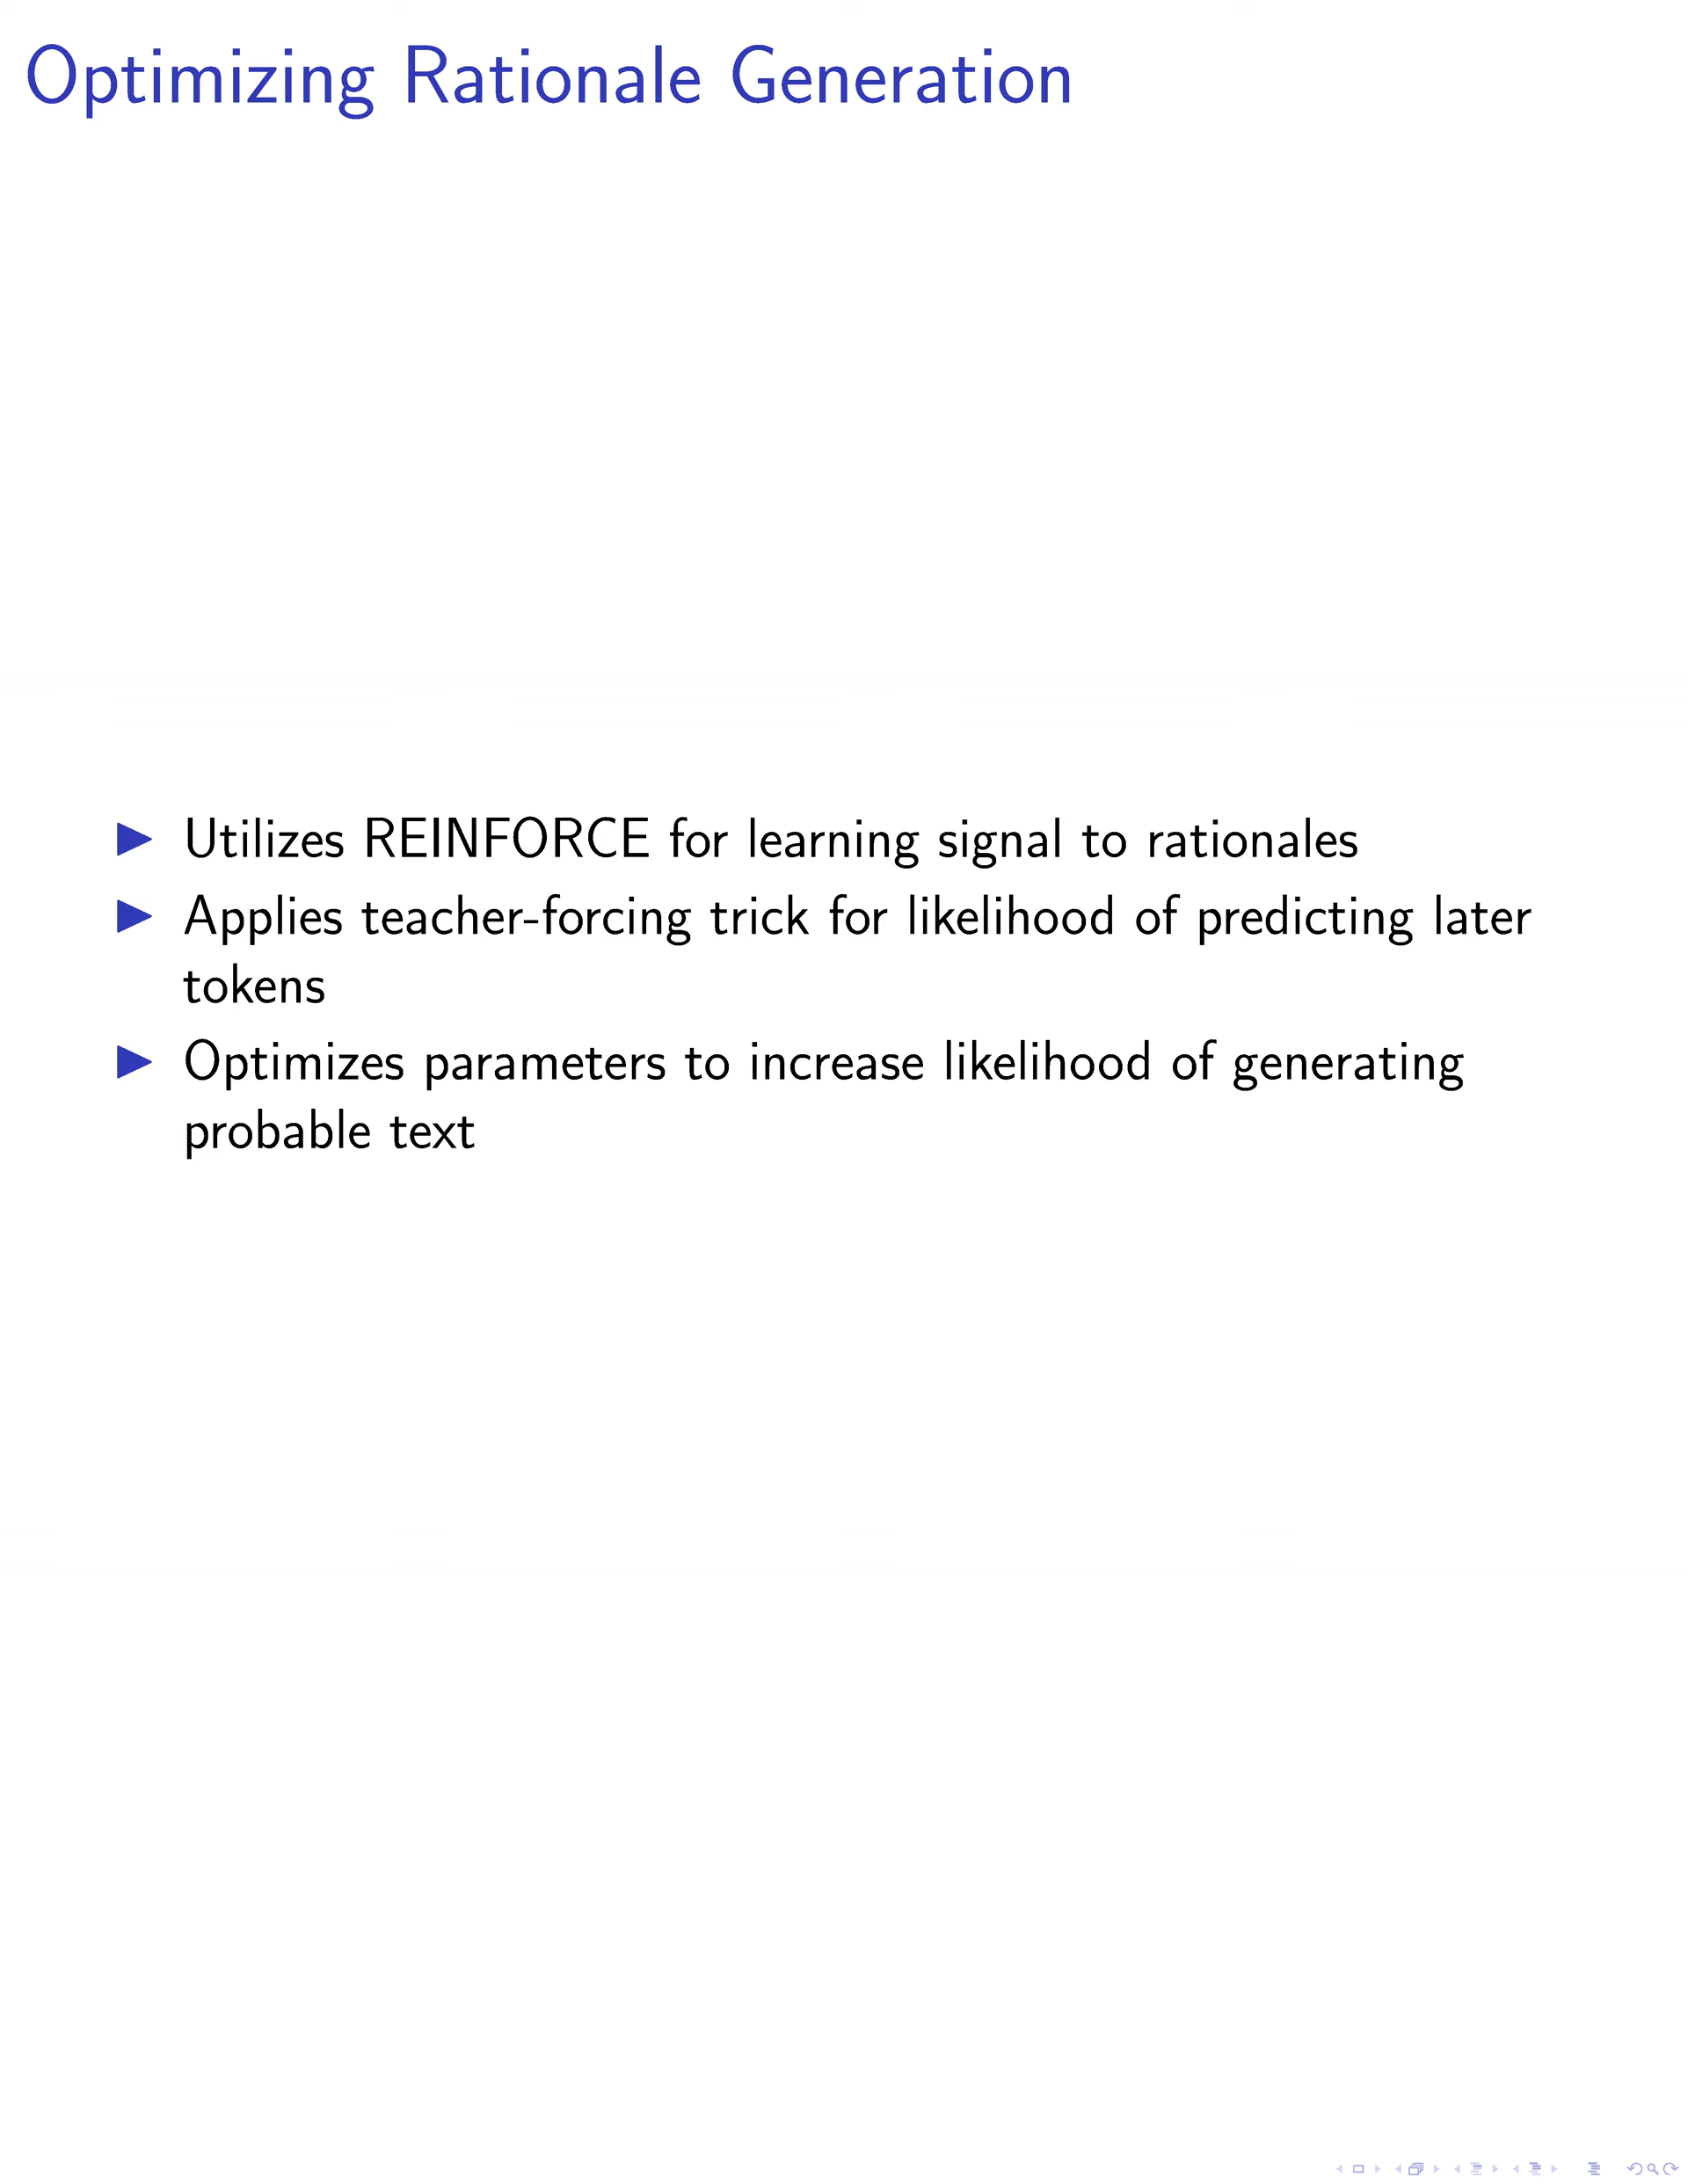 Optimizing Rationale Generation
Utilizes REINFORCE for learning signal to rationales
Applies teacher-forcing trick for likelihood of predicting later
tokens
Optimizes parameters to increase likelihood of generating
probable text